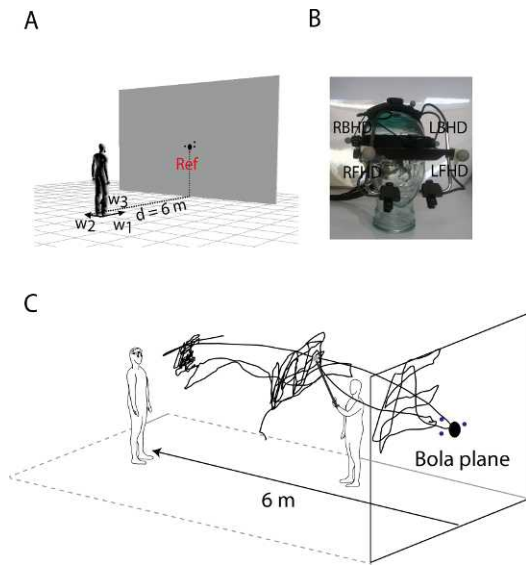 A
B
Ref
w3
w2
w1
d = 6 m
RBHD
LBHD
RFHD
LFHD
C
Bola plane
6 m